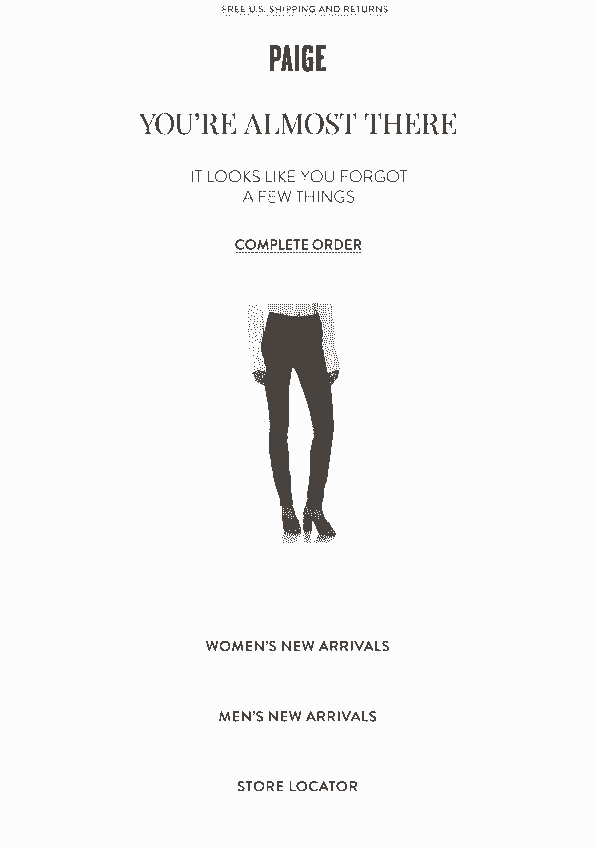 FREE U.S. SHIPPING AND RETURNS
PAIGE
YOU'RE ALMOST THERE
IT LOOKS LIKE YOU FORGOT
A FEW THINGS
COMPLETE ORDER
WOMEN'S NEW ARRIVALS
MEN'S NEW ARRIVALS
STORE LOCATOR